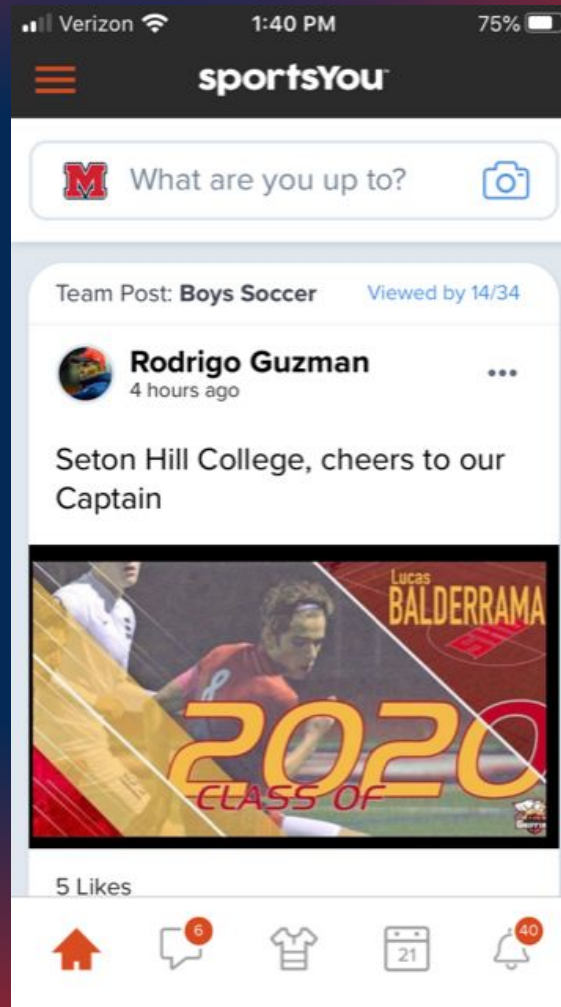 Verizon 1:40 PM 75%
sportsYou
M What are you up to?
Team Post: Boys Soccer Viewed by 14/34
Rodrigo Guzman
4 hours ago
Seton Hill College, cheers to our
Captain
Lucas
BALDERRAMA
SHU
8
2020
CLASS OF
5 Likes
6
21
40